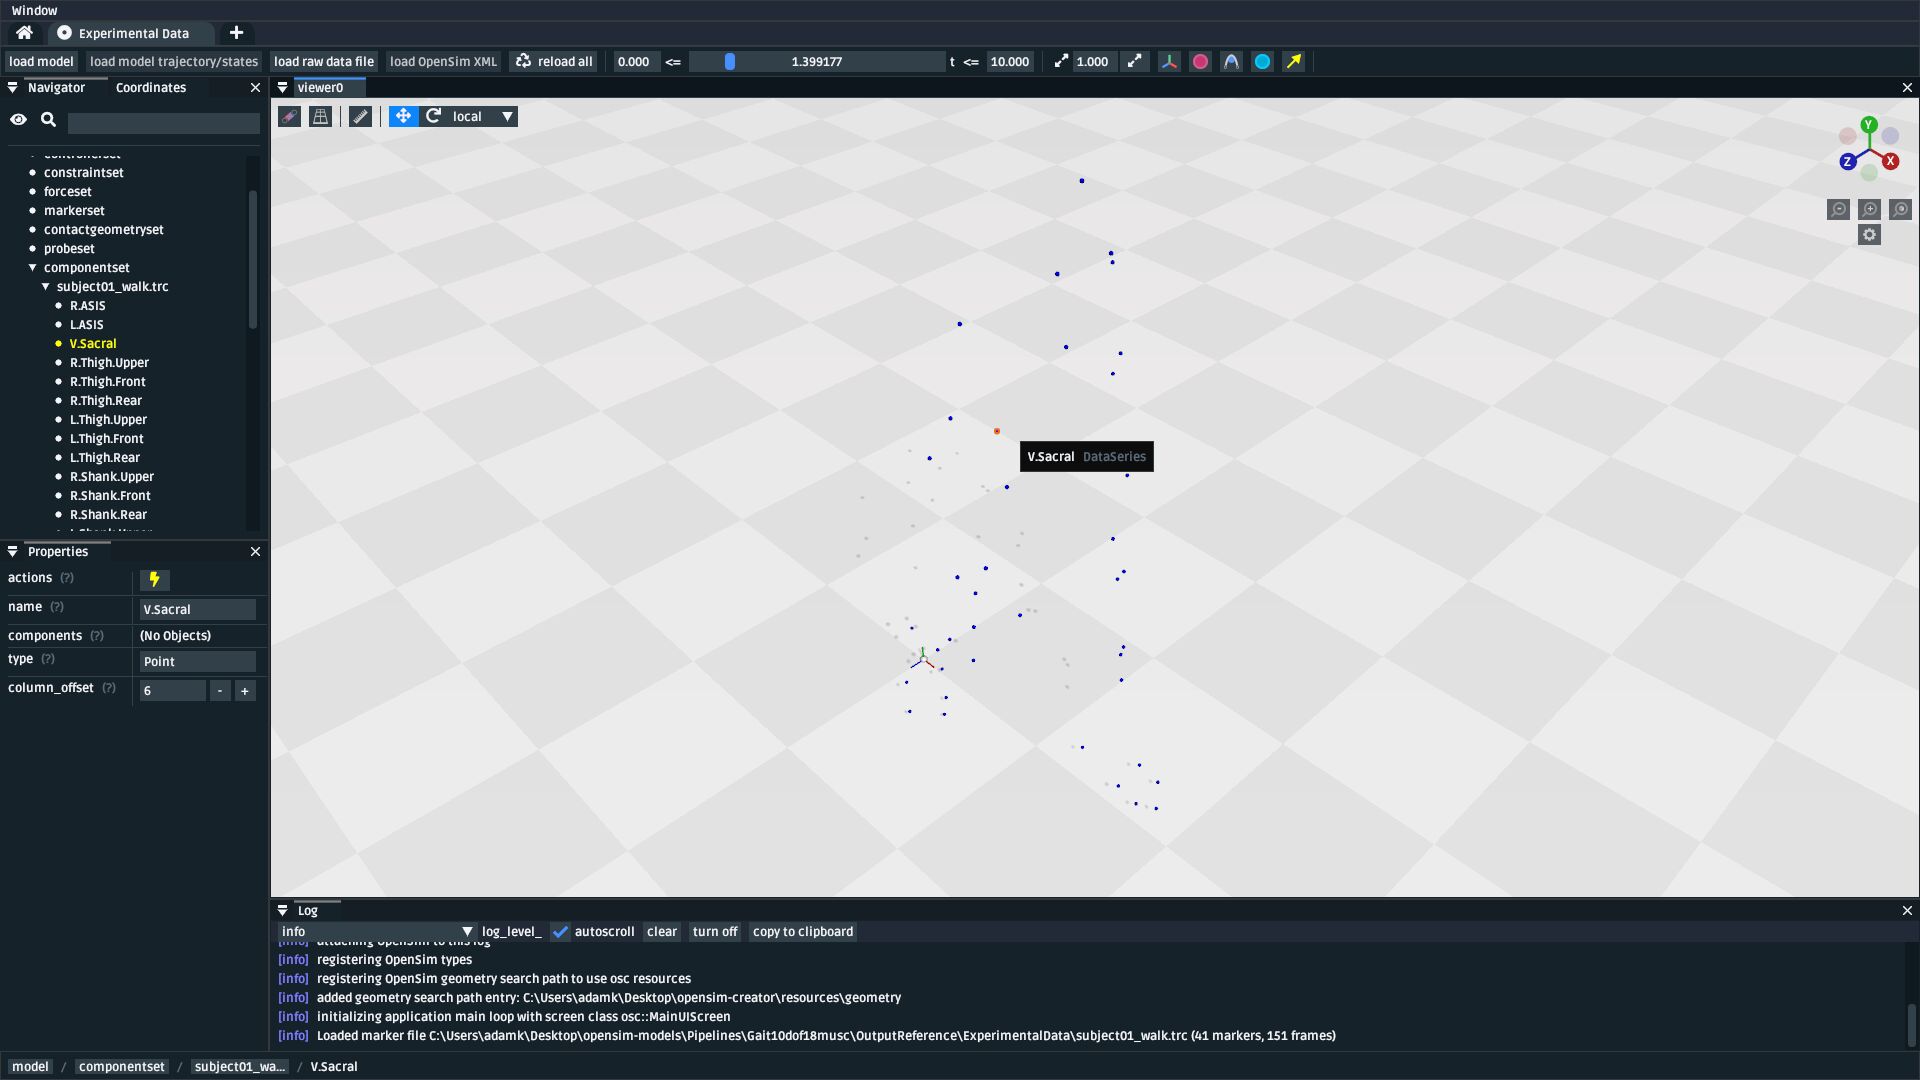 Window
Experimental Data +
load model load model trajectory/states load raw data file load OpenSim XML reload all 0.000 <= 1.399177 t <= 10.000 1.000
Navigator Coordinates
constraintset
forceset
markerset
contactgeometryset
probeset
componentset
subject01_walk.trc
R.ASIS
L.ASIS
V.Sacral
R.Thigh.Upper
R.Thigh.Front
R.Thigh.Rear
L.Thigh.Upper
L.Thigh.Front
L.Thigh.Rear
R.Shank.Upper
R.Shank.Front
R.Shank.Rear
Properties
actions (?)
name (?) V.Sacral
components (?) (No Objects)
type (?) Point
column_offset (?) 6 - +
viewer0
local
Y
Z X
V.Sacral DataSeries
Log
info log_level_ autoscroll clear turn off copy to clipboard
[info] attaching OpenSim to this log
[info] registering OpenSim types
[info] registering OpenSim geometry search path to use osc resources
[info] added geometry search path entry: C:\Users\adamk\Desktop\opensim-creator\resources\geometry
[info] initializing application main loop with screen class osc::MainUIScreen
[info] Loaded marker file C:\Users\adamk\Desktop\opensim-models\Pipelines\Gait10dof18musc\OutputReference\ExperimentalData\subject01_walk.trc (41 markers, 151 frames)
model / componentset / subject01_wa... / V.Sacral